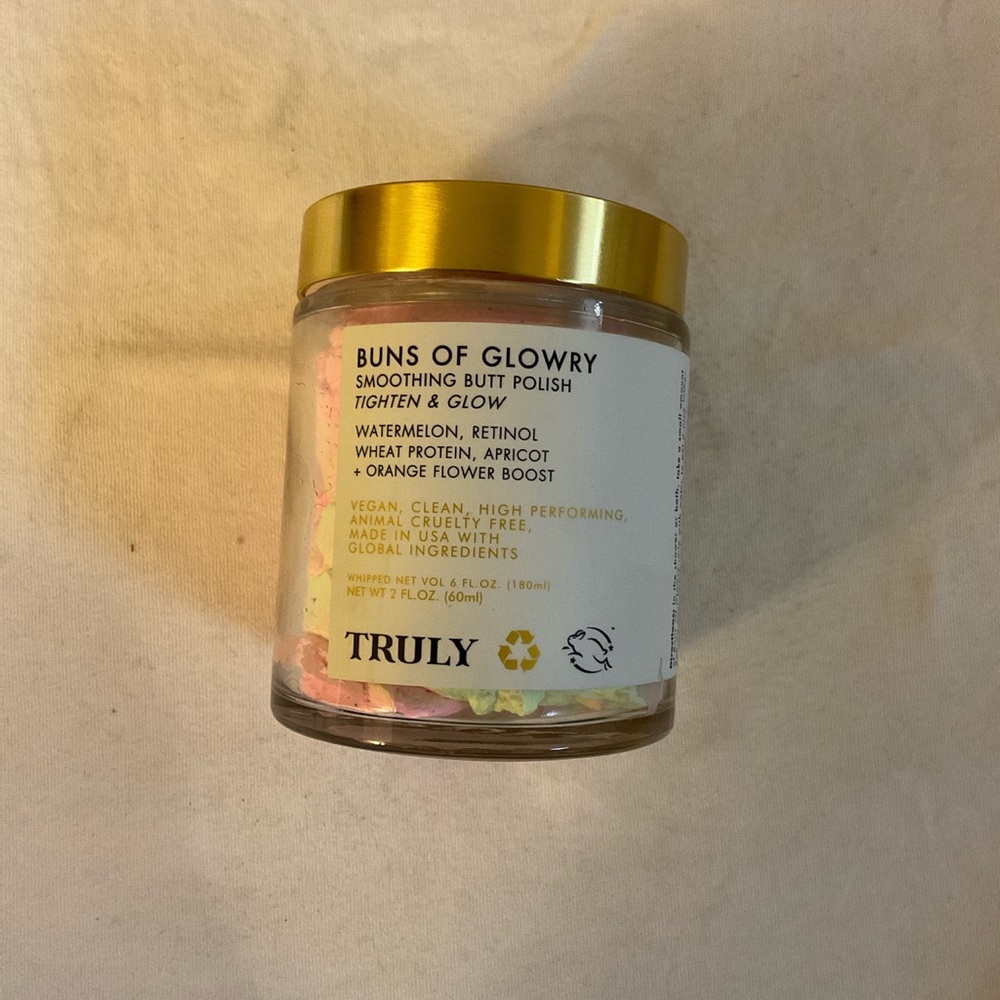 BUNS OF GLOWRY
SMOOTHING BUTT POLISH
TIGHTEN & GLOW
WATERMELON, RETINOL
WHEAT PROTEIN, APRICOT
+ ORANGE FLOWER BOOST
VEGAN, CLEAN, HIGH PERFORMING,
ANIMAL CRUELTY FREE,
MADE IN USA WITH
GLOBAL INGREDIENTS
WHIPPED NET VOL 6 FL.OZ. (180ml)
NET WT 2 FL.OZ. (60ml)
TRULY